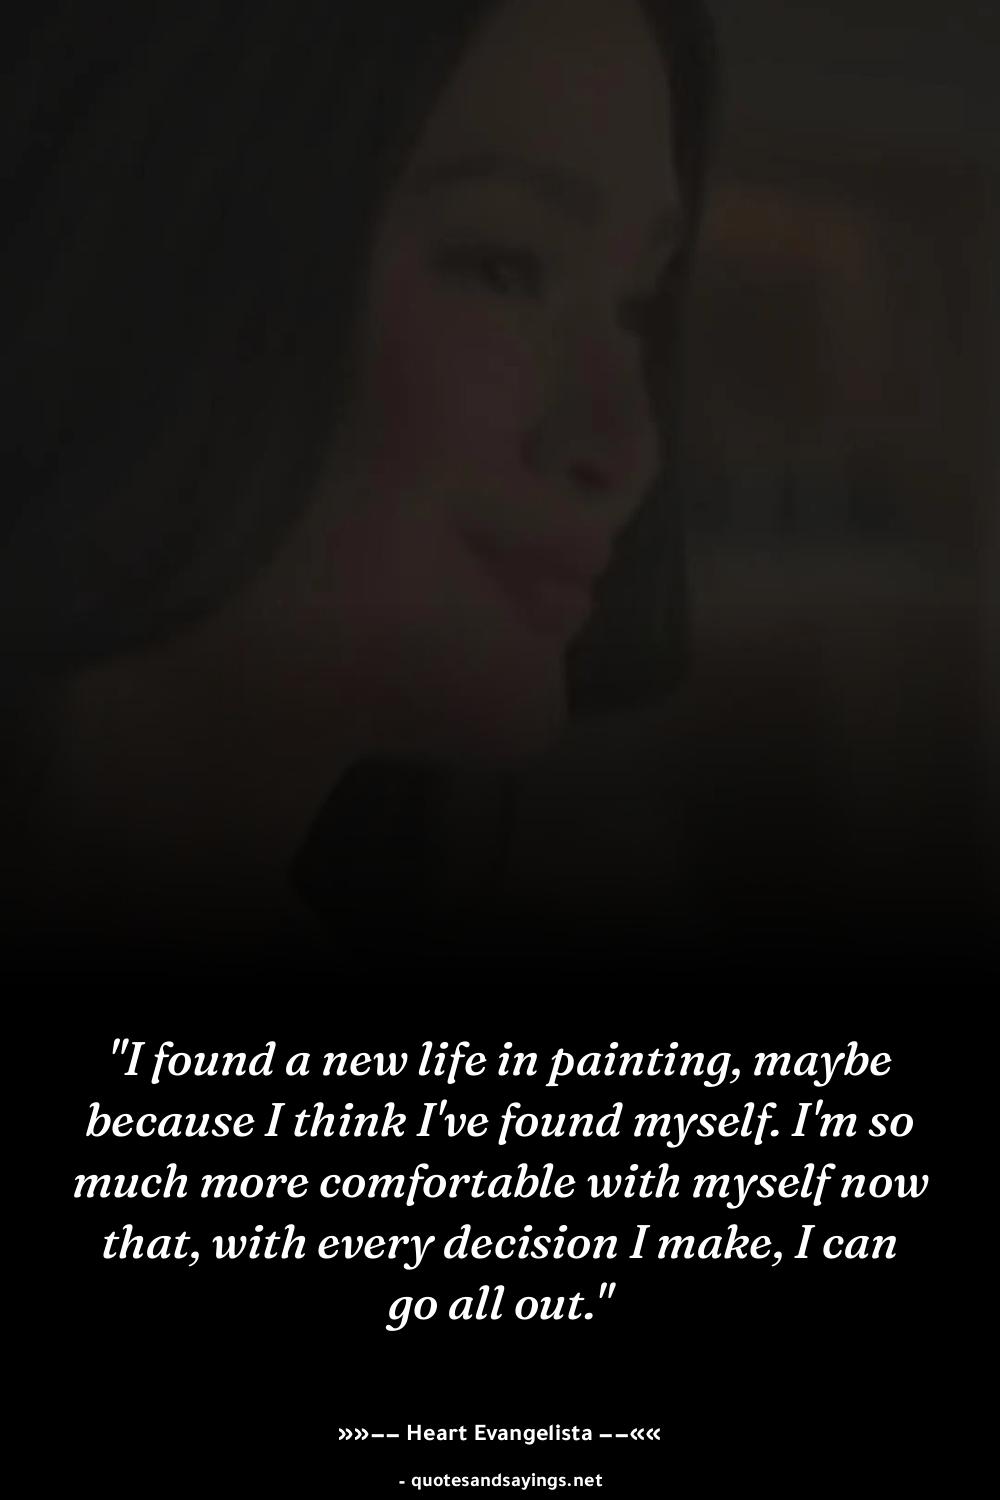 "I found a new life in painting, maybe
because I think I've found myself. I'm so
much more comfortable with myself now
that, with every decision I make, I can
go all out."
»»–– Heart Evangelista ––««
- quotesandsayings.net